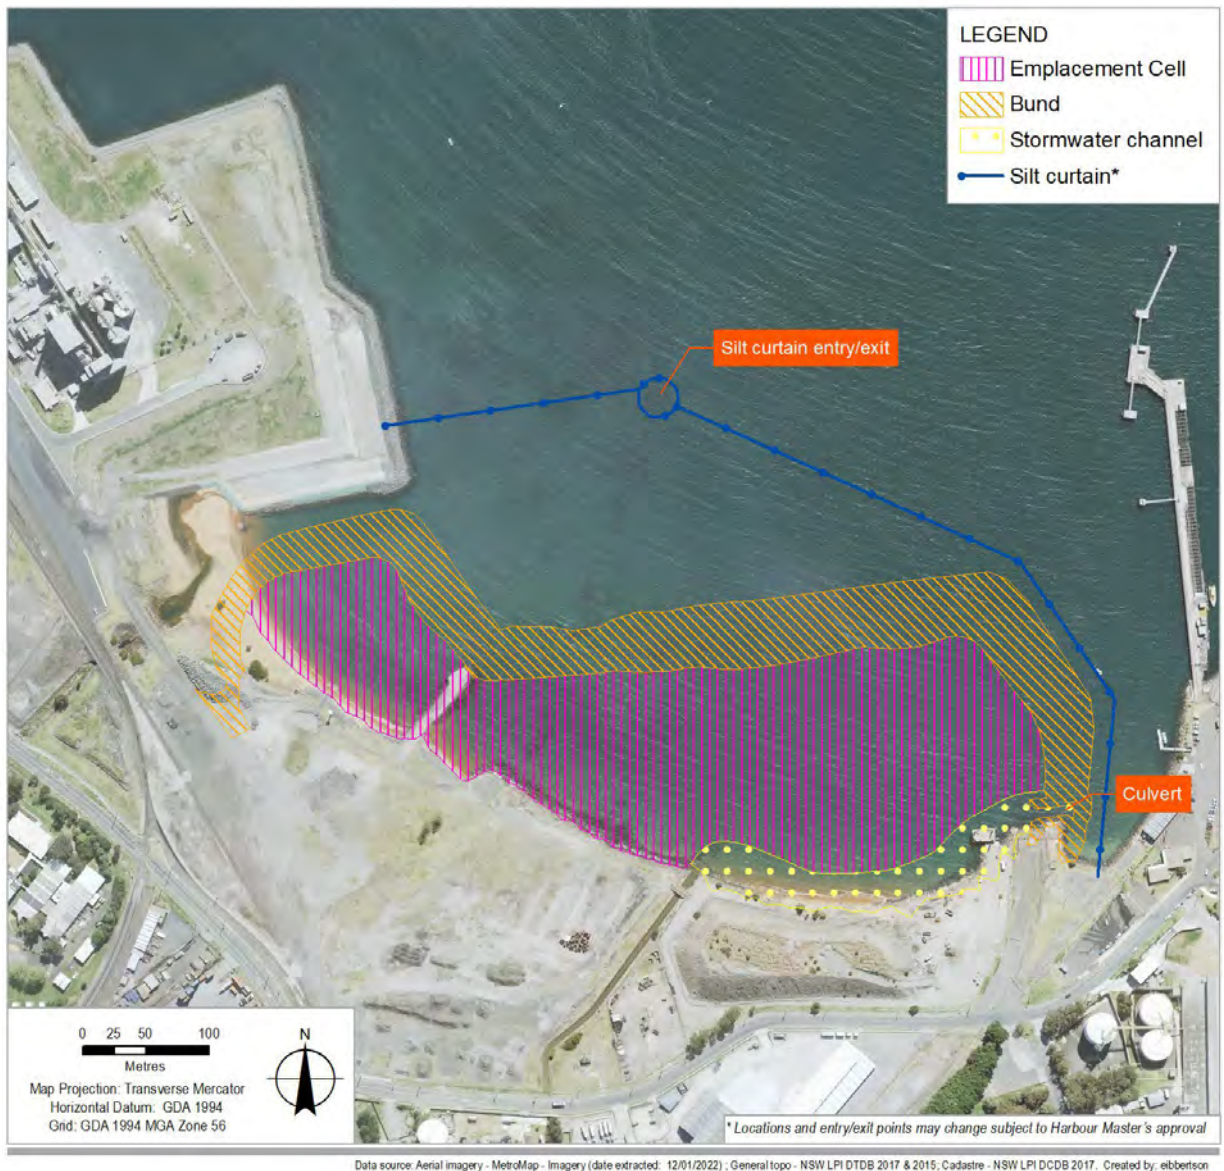 LEGEND
Emplacement Cell
Bund
Stormwater channel
Silt curtain*
Silt curtain entry/exit
Culvert
0 25 50 100
Metres
Map Projection: Transverse Mercator
Horizontal Datum: GDA 1994
Grid: GDA 1994 MGA Zone 56
N
* Locations and entry/exit points may change subject to Harbour Master's approval
Data source: Aerial imagery - MetroMap - Imagery (date extracted: 12/01/2022) ; General topo - NSW LPI DTDB 2017 & 2015; Cadastre - NSW LPI DCDB 2017. Created by: eibbertson